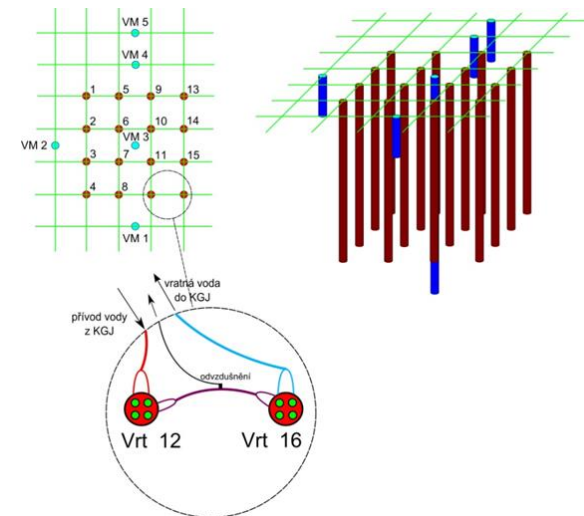 VM 5
VM 4
1 5 9 13
2 6 10 14
VM 2
VM 3
3 7 11 15
4 8
VM 1
vratná voda
do KGJ
přívod vody
z KGJ
odvzdušnění
Vrt 12
Vrt 16